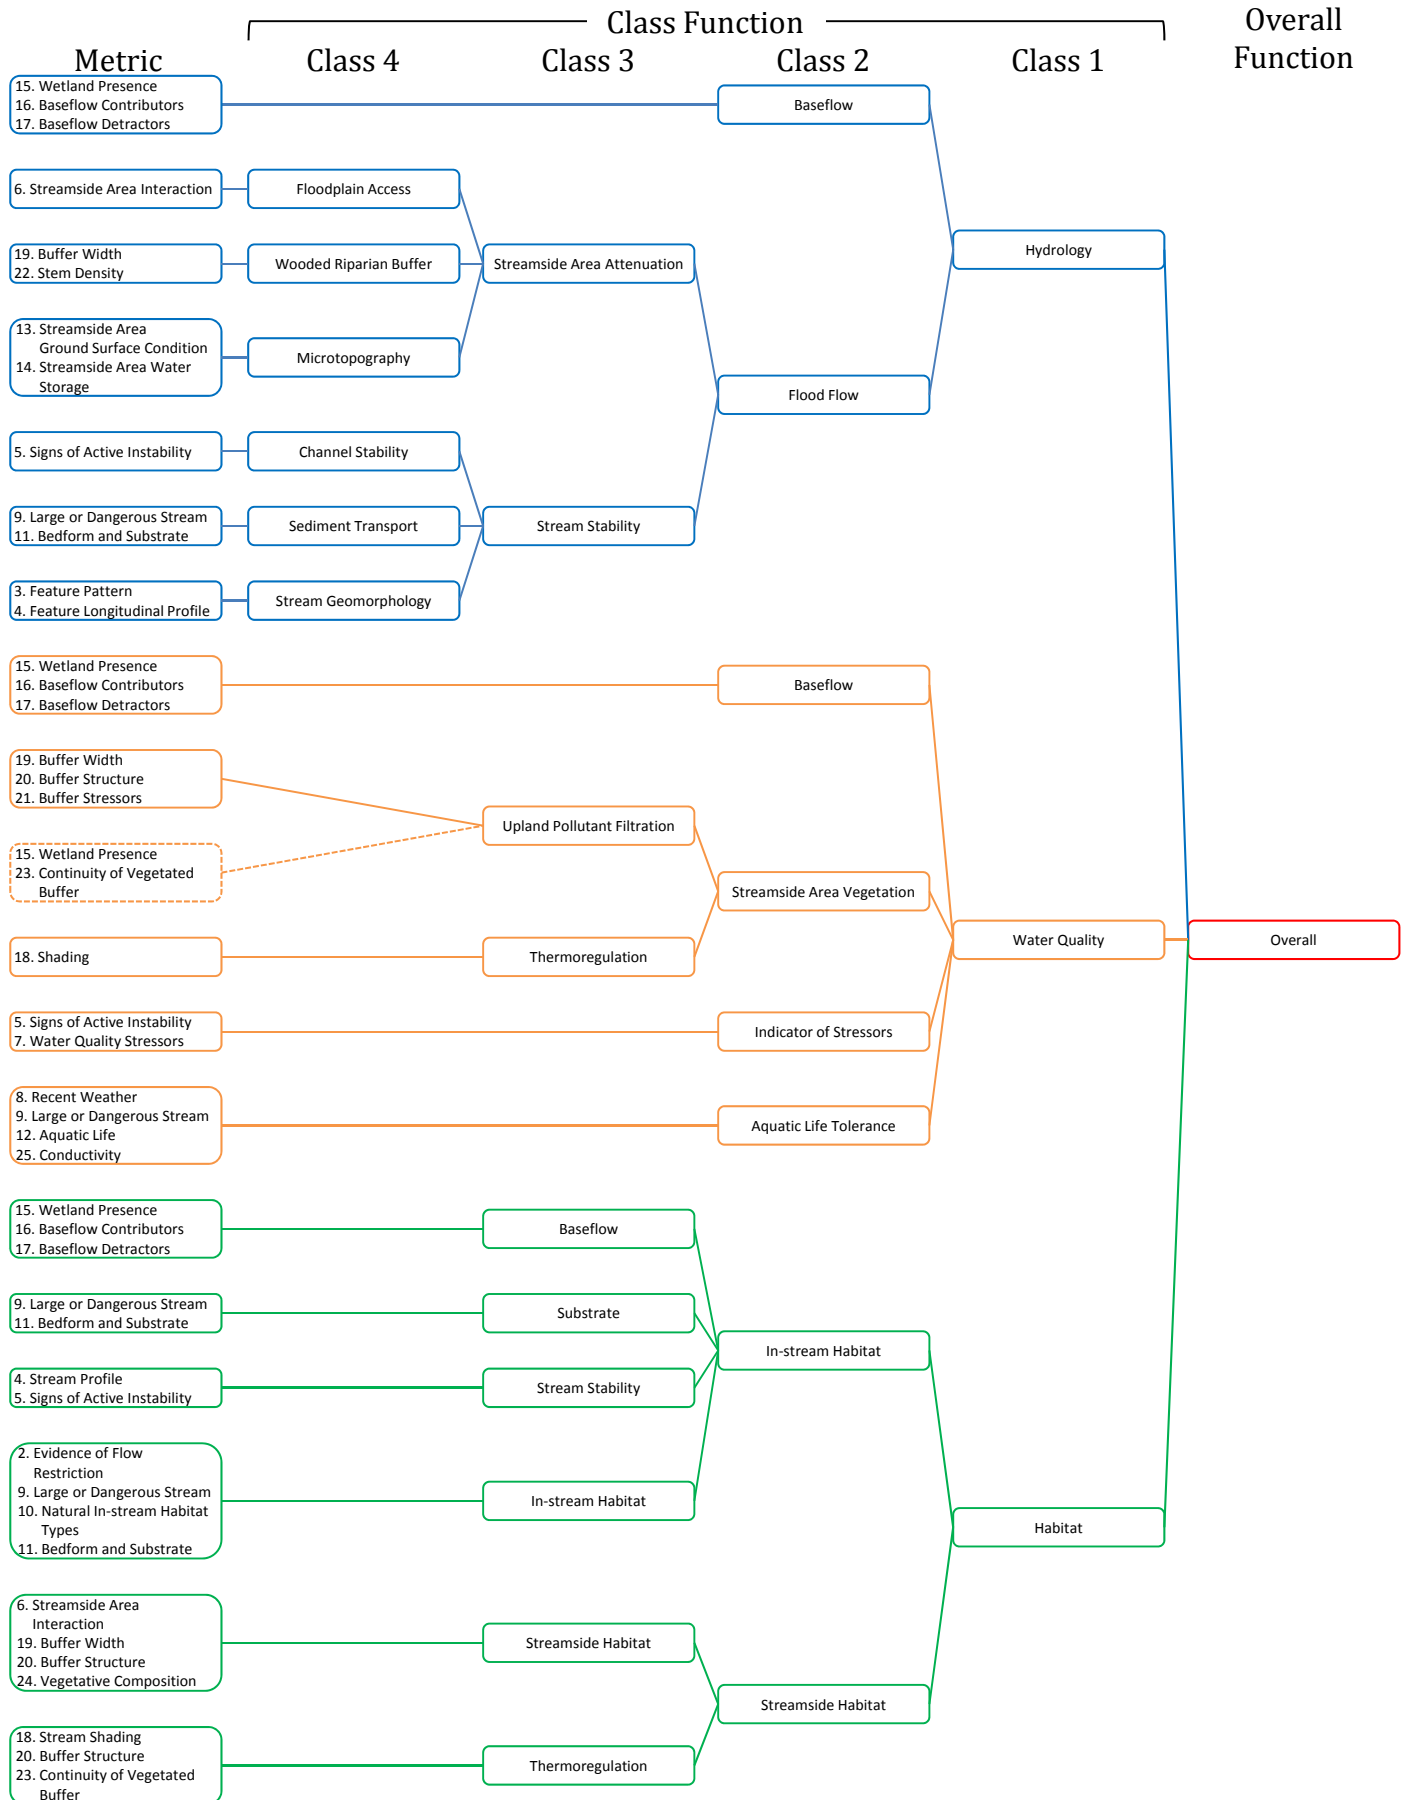 Class Function
Overall
Function
Metric
Class 4
Class 3
Class 2
Class 1
15. Wetland Presence
16. Baseflow Contributors
17. Baseflow Detractors
Baseflow
6. Streamside Area Interaction
Floodplain Access
19. Buffer Width
22. Stem Density
Wooded Riparian Buffer
Streamside Area Attenuation
Hydrology
13. Streamside Area
Ground Surface Condition
14. Streamside Area Water
Storage
Microtopography
Flood Flow
5. Signs of Active Instability
Channel Stability
9. Large or Dangerous Stream
11. Bedform and Substrate
Sediment Transport
Stream Stability
3. Feature Pattern
4. Feature Longitudinal Profile
Stream Geomorphology
15. Wetland Presence
16. Baseflow Contributors
17. Baseflow Detractors
Baseflow
19. Buffer Width
20. Buffer Structure
21. Buffer Stressors
Upland Pollutant Filtration
15. Wetland Presence
23. Continuity of Vegetated
Buffer
Streamside Area Vegetation
18. Shading
Thermoregulation
Water Quality
Overall
5. Signs of Active Instability
7. Water Quality Stressors
Indicator of Stressors
8. Recent Weather
9. Large or Dangerous Stream
12. Aquatic Life
25. Conductivity
Aquatic Life Tolerance
15. Wetland Presence
16. Baseflow Contributors
17. Baseflow Detractors
Baseflow
9. Large or Dangerous Stream
11. Bedform and Substrate
Substrate
In-stream Habitat
4. Stream Profile
5. Signs of Active Instability
Stream Stability
2. Evidence of Flow
Restriction
9. Large or Dangerous Stream
10. Natural In-stream Habitat
Types
11. Bedform and Substrate
In-stream Habitat
Habitat
6. Streamside Area
Interaction
19. Buffer Width
20. Buffer Structure
24. Vegetative Composition
Streamside Habitat
Streamside Habitat
18. Stream Shading
20. Buffer Structure
23. Continuity of Vegetated
Buffer
Thermoregulation